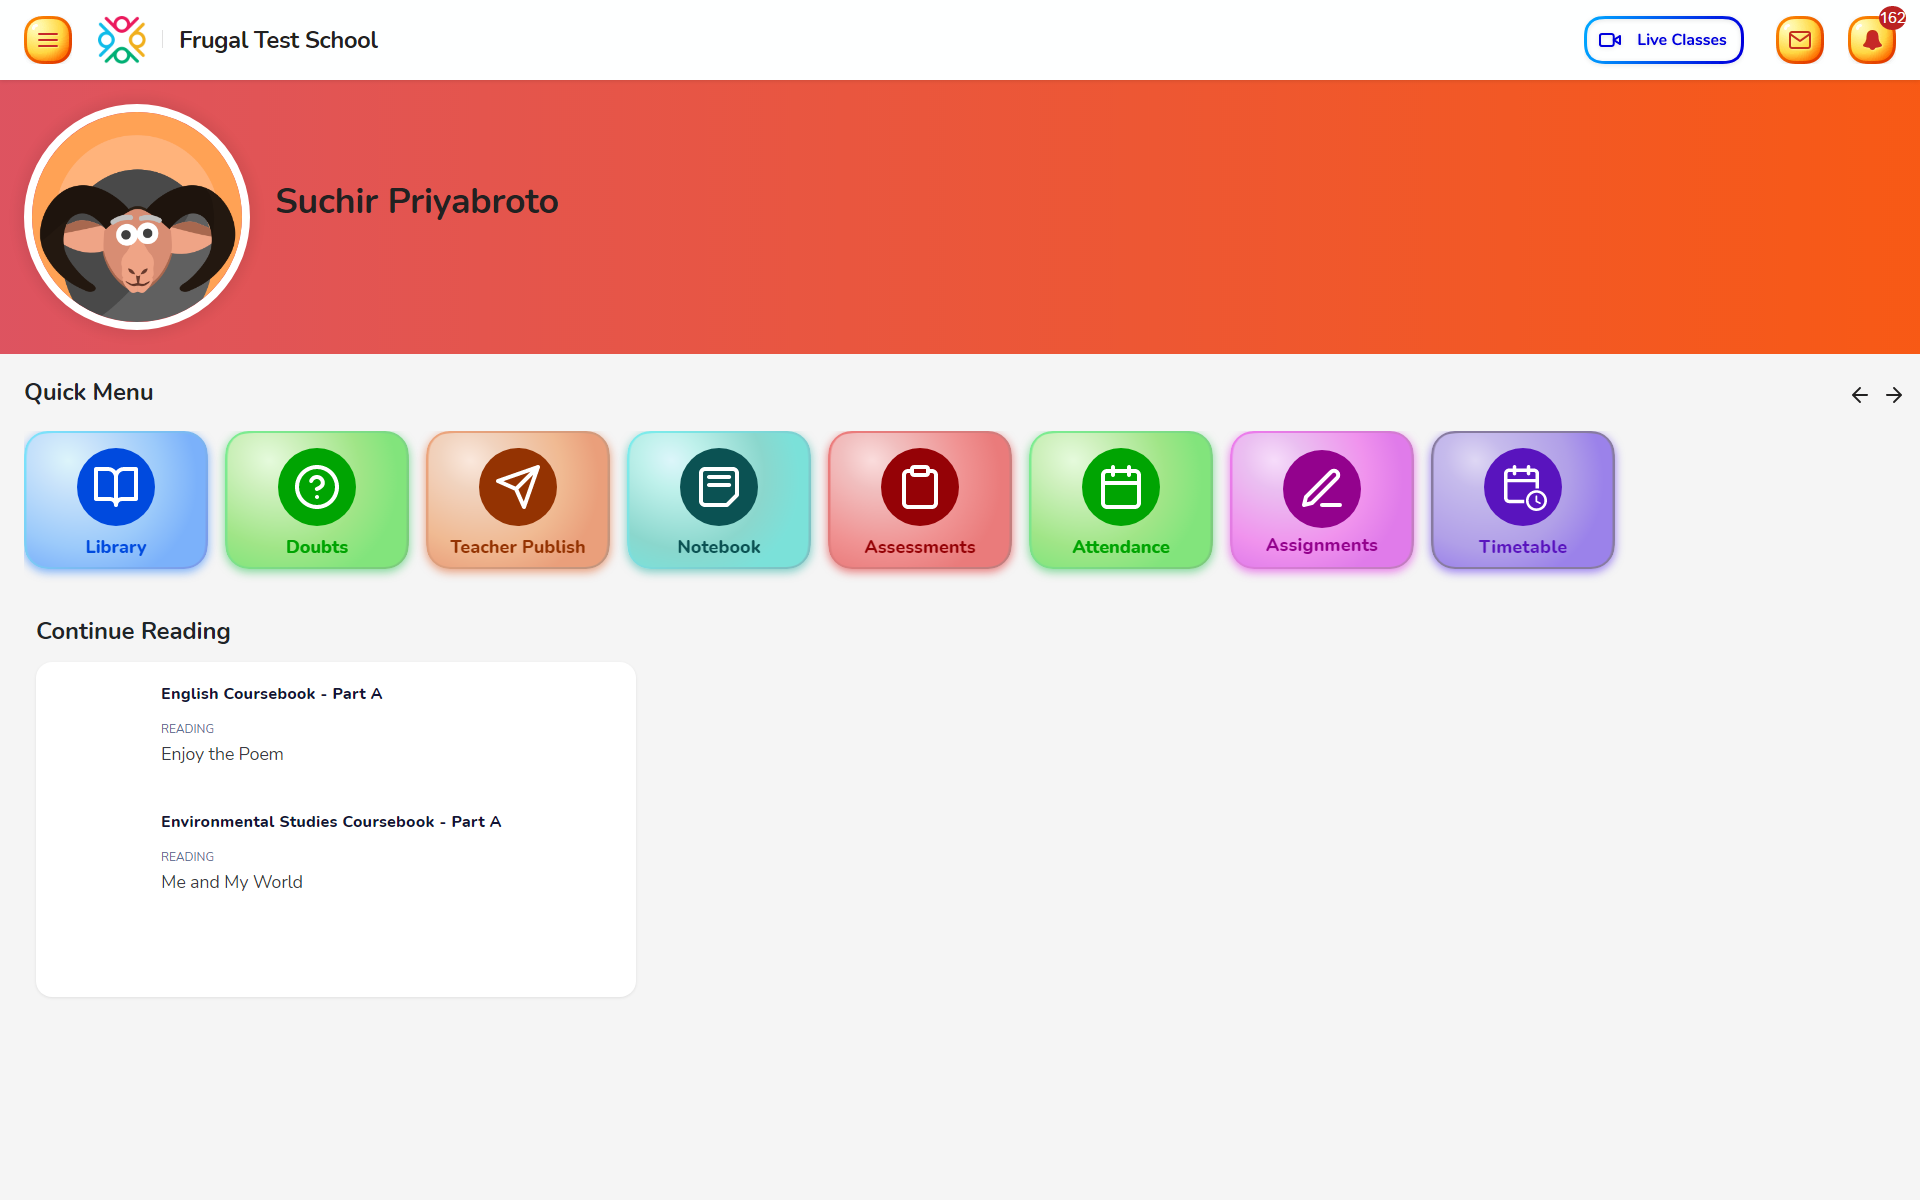 Frugal Test School
Live Classes
162
Suchir Priyabroto
Quick Menu
Library
Doubts
Teacher Publish
Notebook
Assessments
Attendance
Assignments
Timetable
Continue Reading
English Coursebook - Part A
READING
Enjoy the Poem
Environmental Studies Coursebook - Part A
READING
Me and My World